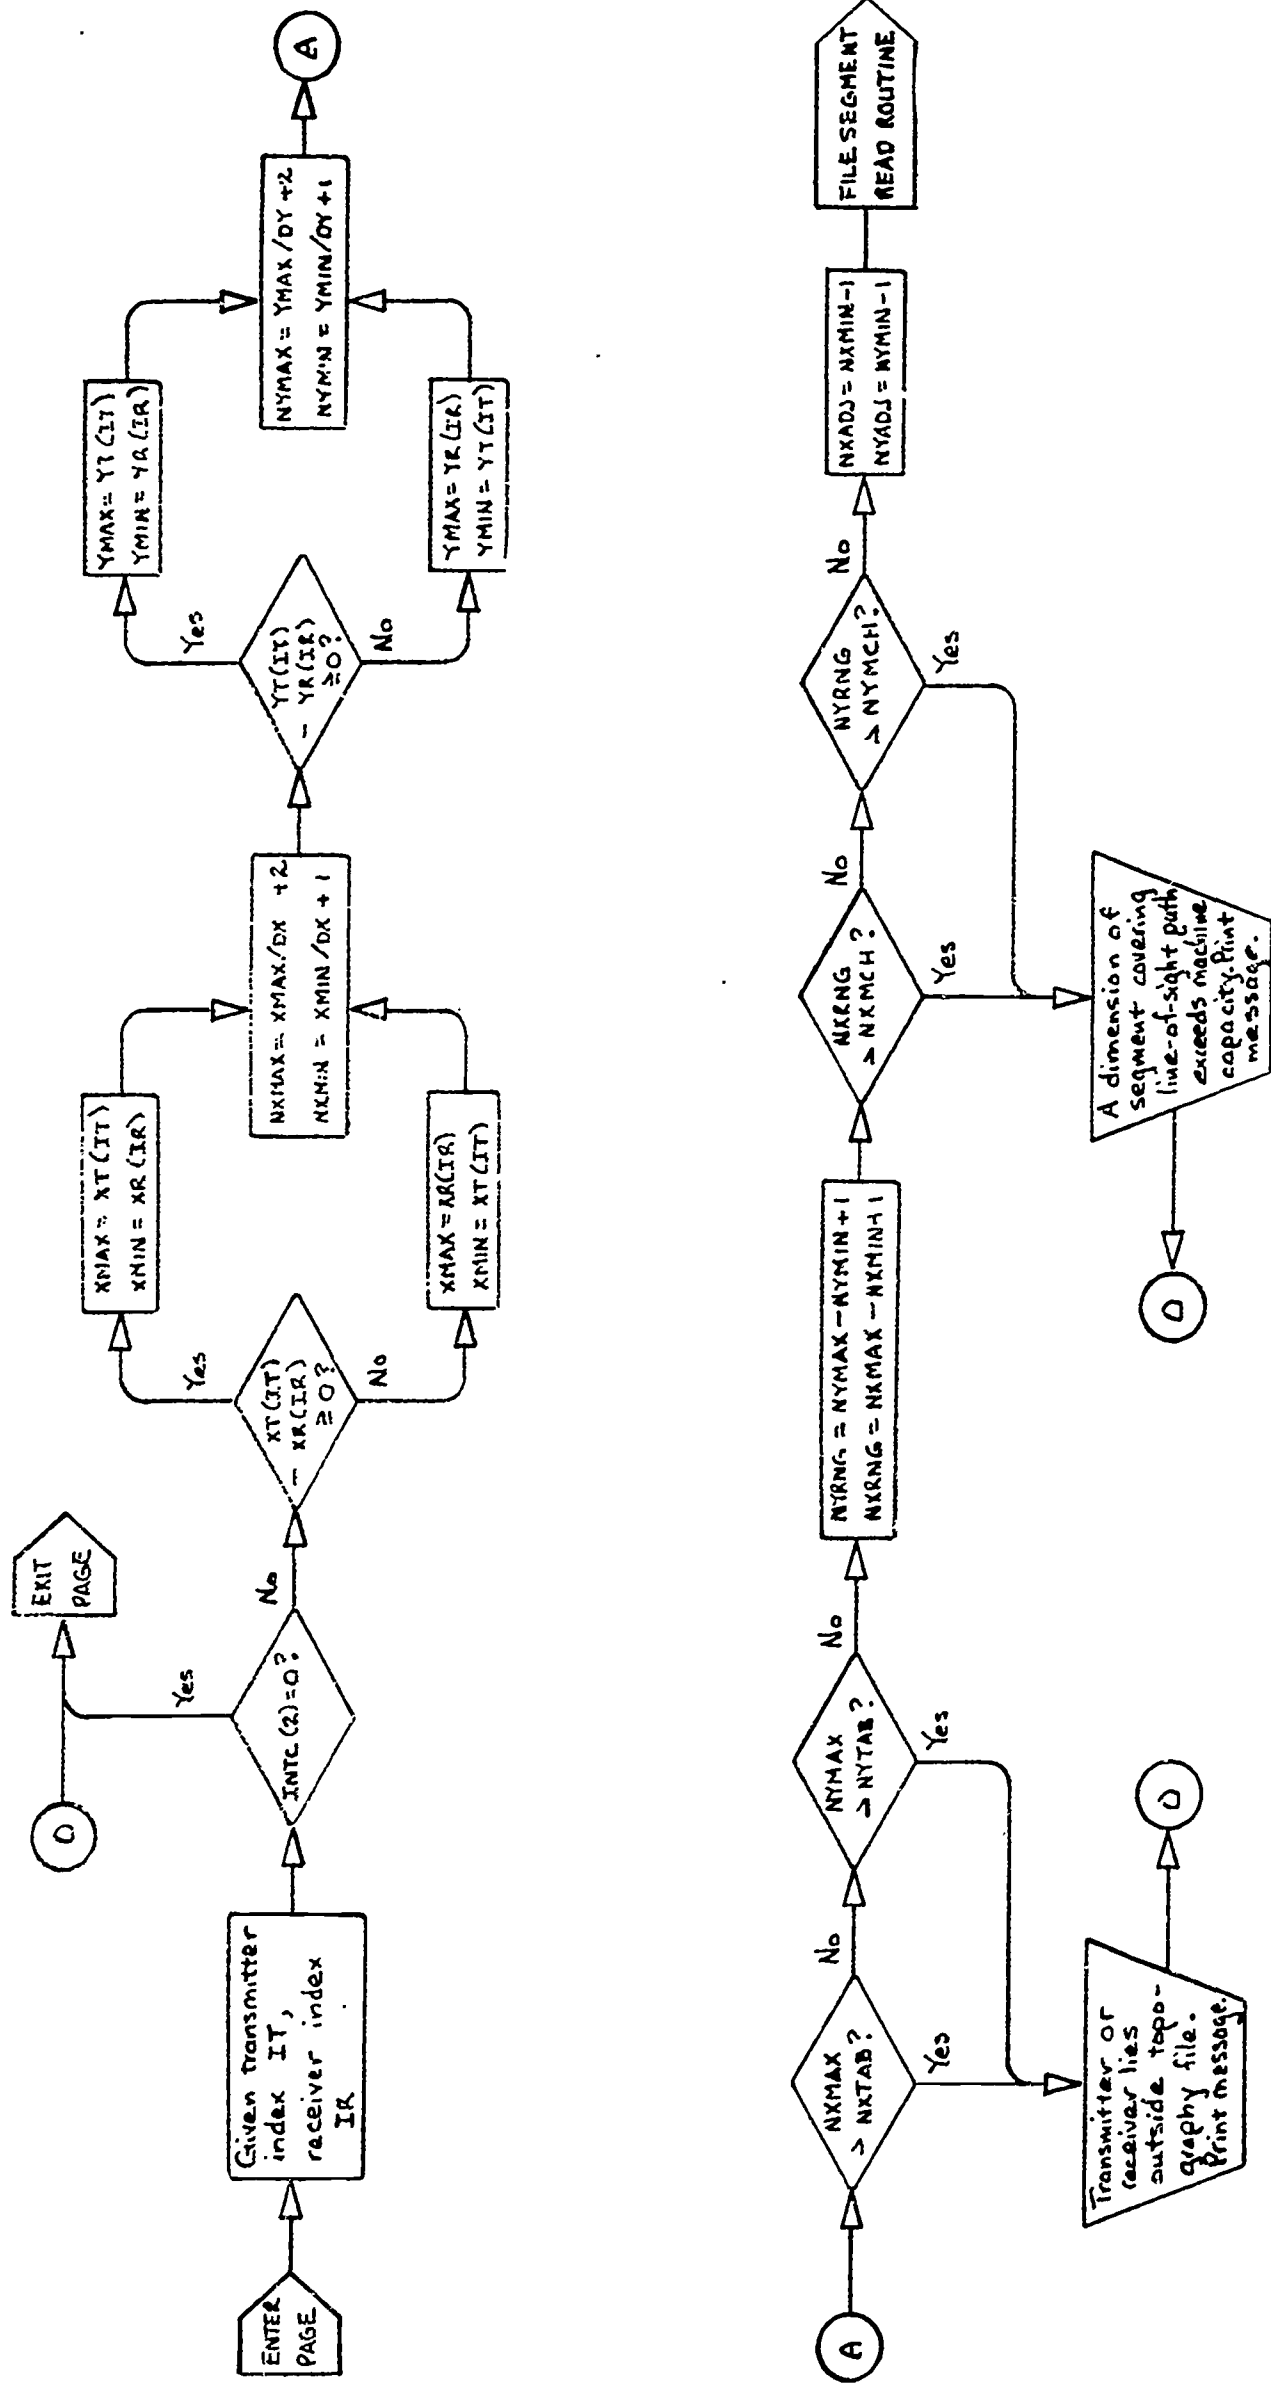 ENTER
PAGE
Given transmitter
index IT,
receiver index
IR
INTC(2)=0?
Yes
No
O
EXIT
PAGE
XT(IT)
- XR(IR)
≥0?
Yes
No
XMAX = XT(IT)
XMIN = XR(IR)
XMAX = XR(IR)
XMIN = XT(IT)
NXMAX = XMAX/DX +2
NXMIN = XMIN/DX +1
YT(IT)
- YR(IR)
≥0?
Yes
No
YMAX = YT(IT)
YMIN = YR(IR)
YMAX = YR(IR)
YMIN = YT(IT)
NYMAX = YMAX/DY +2
NYMIN = YMIN/DY +1
A
A
NXMAX
> NXTAB?
No
Yes
NYMAX
> NYTAB?
No
Yes
Transmitter or
receiver lies
outside topo-
graphy file.
Print message.
O
NYRNG = NYMAX-NYMIN+1
NXRNG = NXMAX-NXMIN+1
NXRNG
> NXMCH?
No
Yes
NYRNG
> NYMCH?
No
Yes
A dimension of
segment covering
line-of-sight path
exceeds machine
capacity. Print
message.
O
NXADJ = NXMIN-1
NYADJ = NYMIN-1
FILE SEGMENT
READ ROUTINE